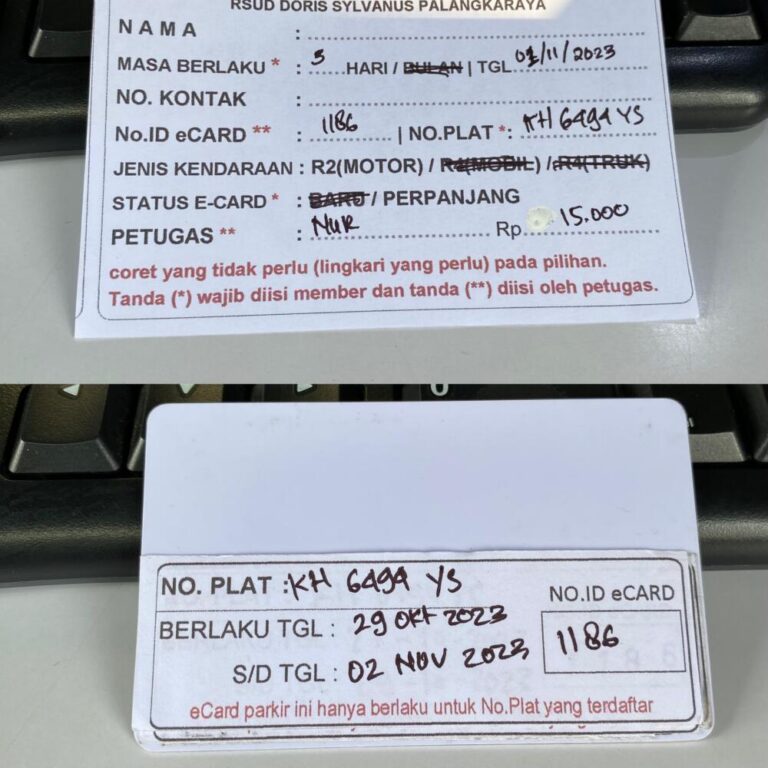 RSUD DORIS SYLVANUS PALANGKARAYA
NAMA :
MASA BERLAKU * : 3 HARI / BULAN | TGL 01/11/2023
NO. KONTAK :
No.ID eCARD ** : 1186 | NO.PLAT *: KH 6494 YS
JENIS KENDARAAN : R2(MOTOR) / R4(MOBIL) / R4(TRUK)
STATUS E-CARD * : BARU / PERPANJANG
PETUGAS ** : NUR Rp. 15.000
coret yang tidak perlu (lingkari yang perlu) pada pilihan.
Tanda (*) wajib diisi member dan tanda (**) diisi oleh petugas.
NO. PLAT : KH 6494 YS
NO.ID eCARD
BERLAKU TGL : 29 OKT 2023
1186
S/D TGL : 02 NOV 2023
eCard parkir ini hanya berlaku untuk No.Plat yang terdaftar